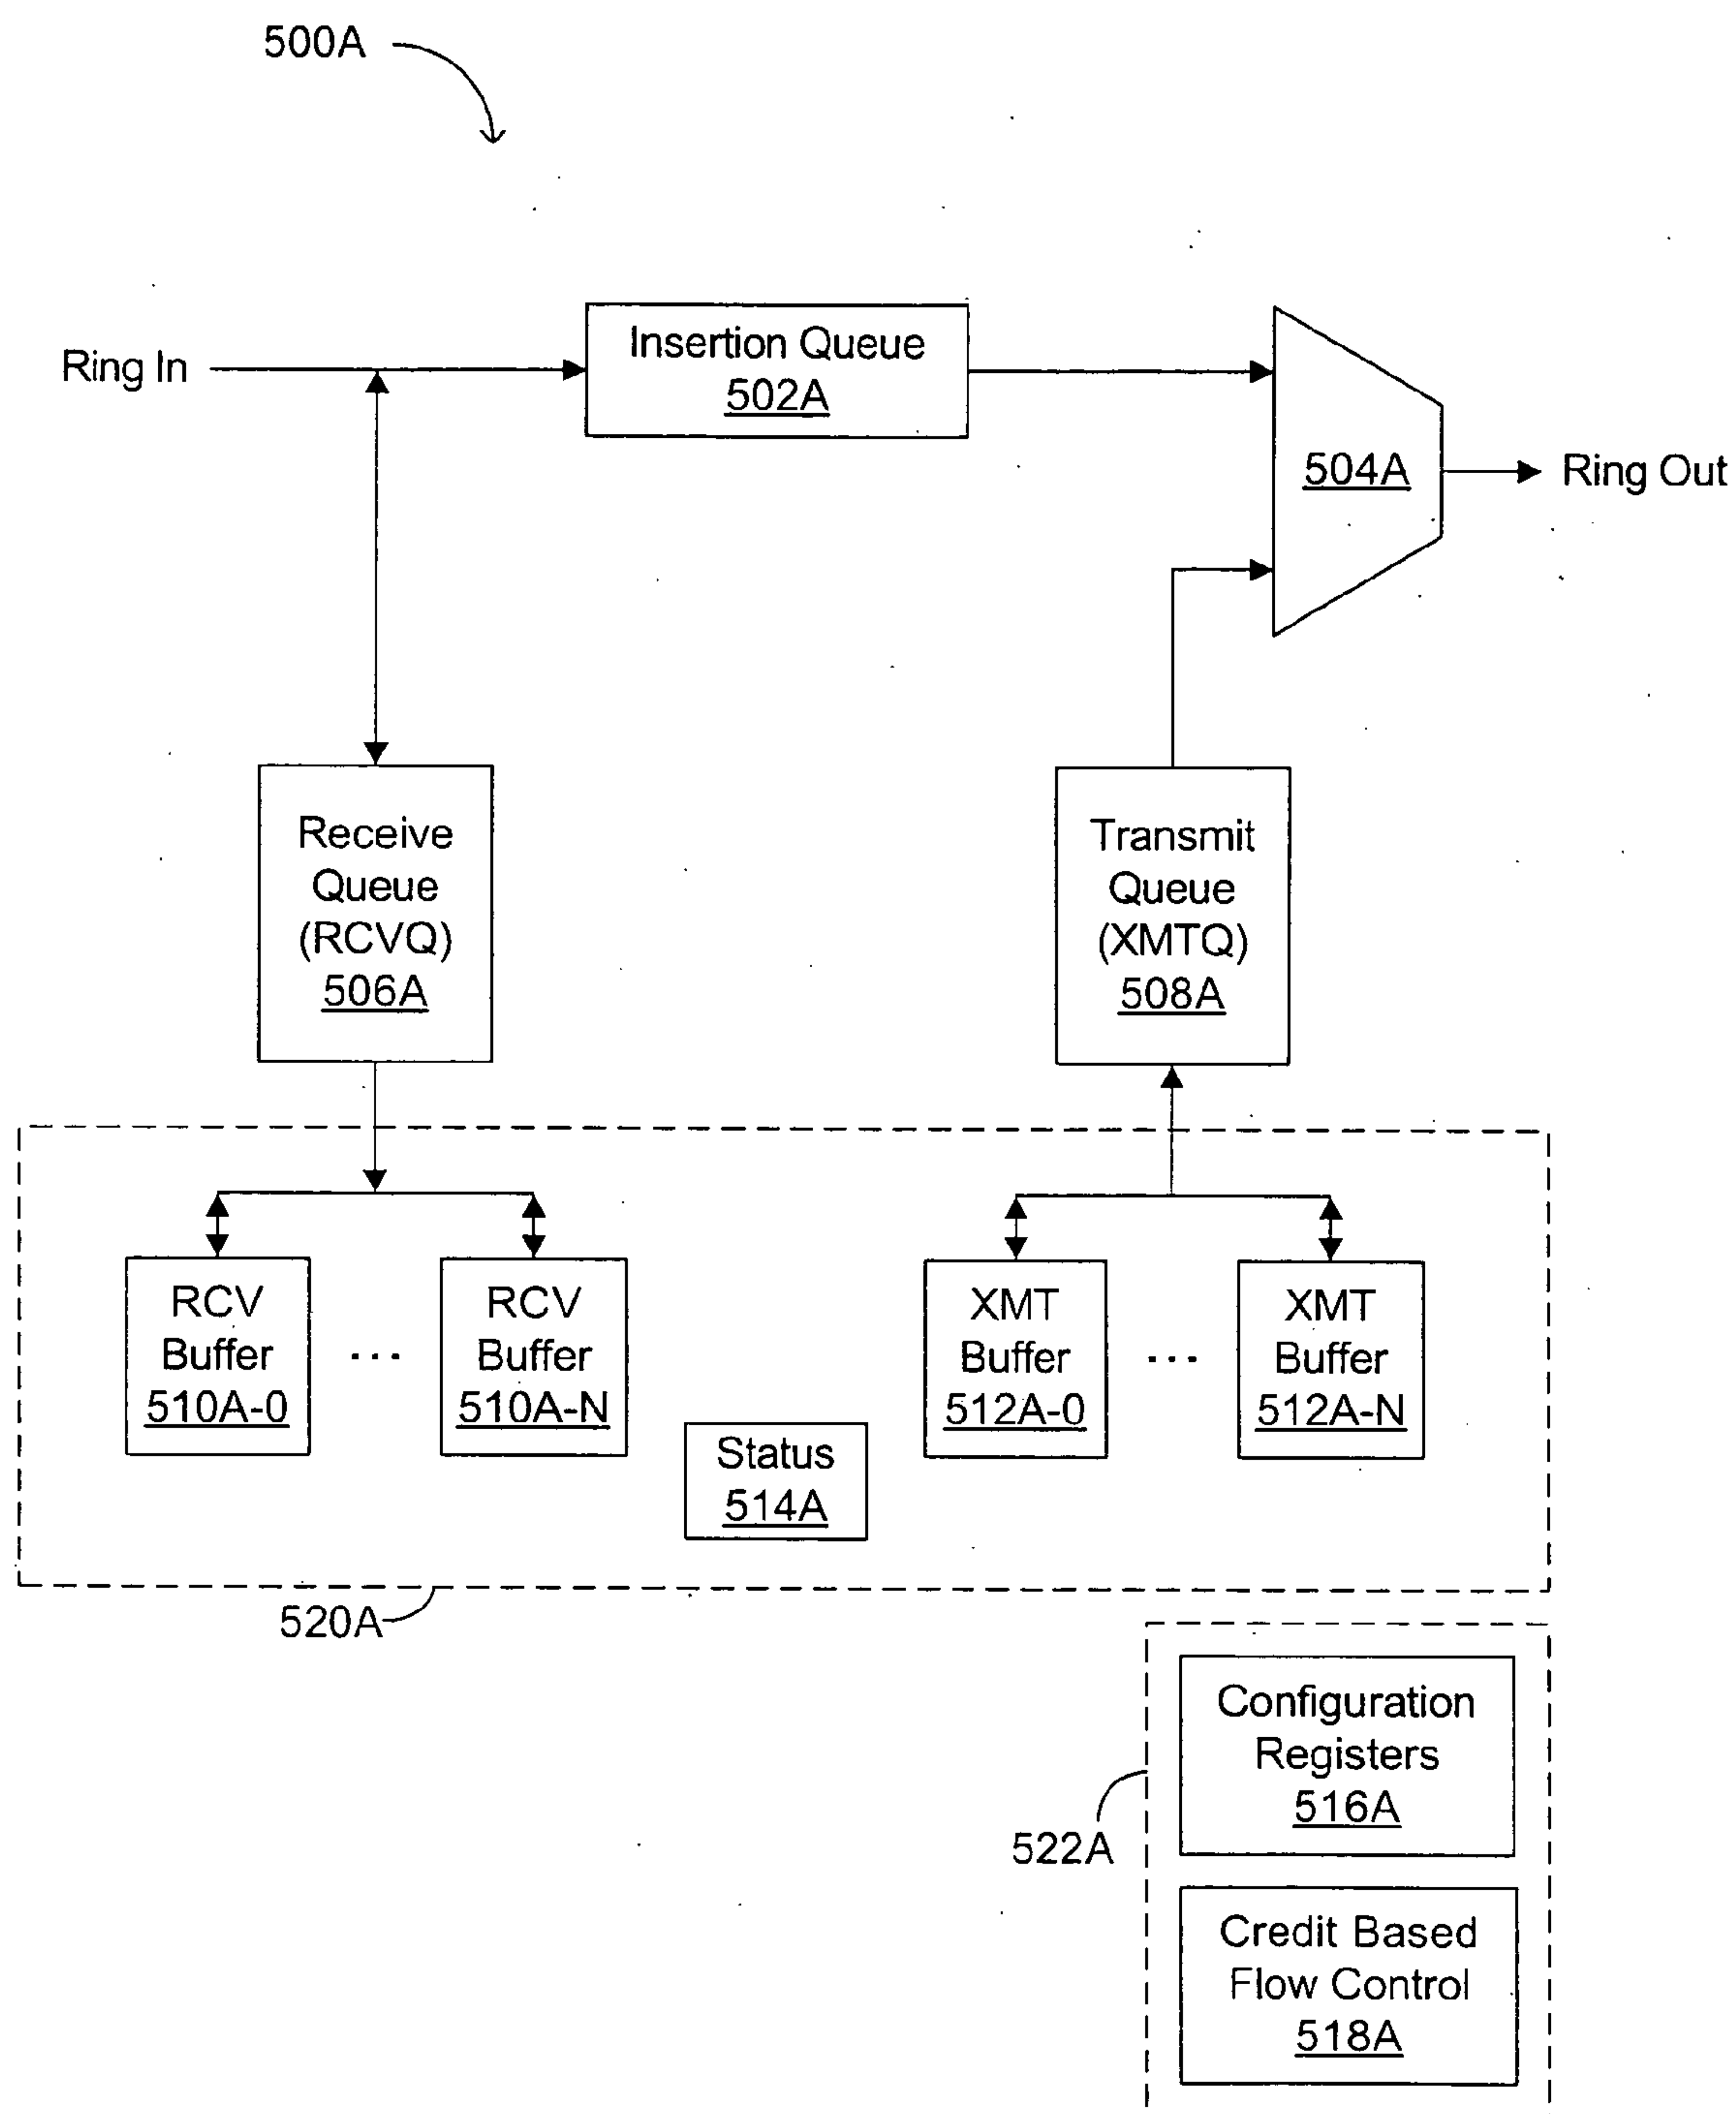 500A
Ring In
Insertion Queue
502A
504A
Ring Out
Receive
Queue
(RCVQ)
506A
Transmit
Queue
(XMTQ)
508A
RCV
Buffer
510A-0
...
RCV
Buffer
510A-N
Status
514A
XMT
Buffer
512A-0
...
XMT
Buffer
512A-N
520A
Configuration
Registers
516A
522A
Credit Based
Flow Control
518A